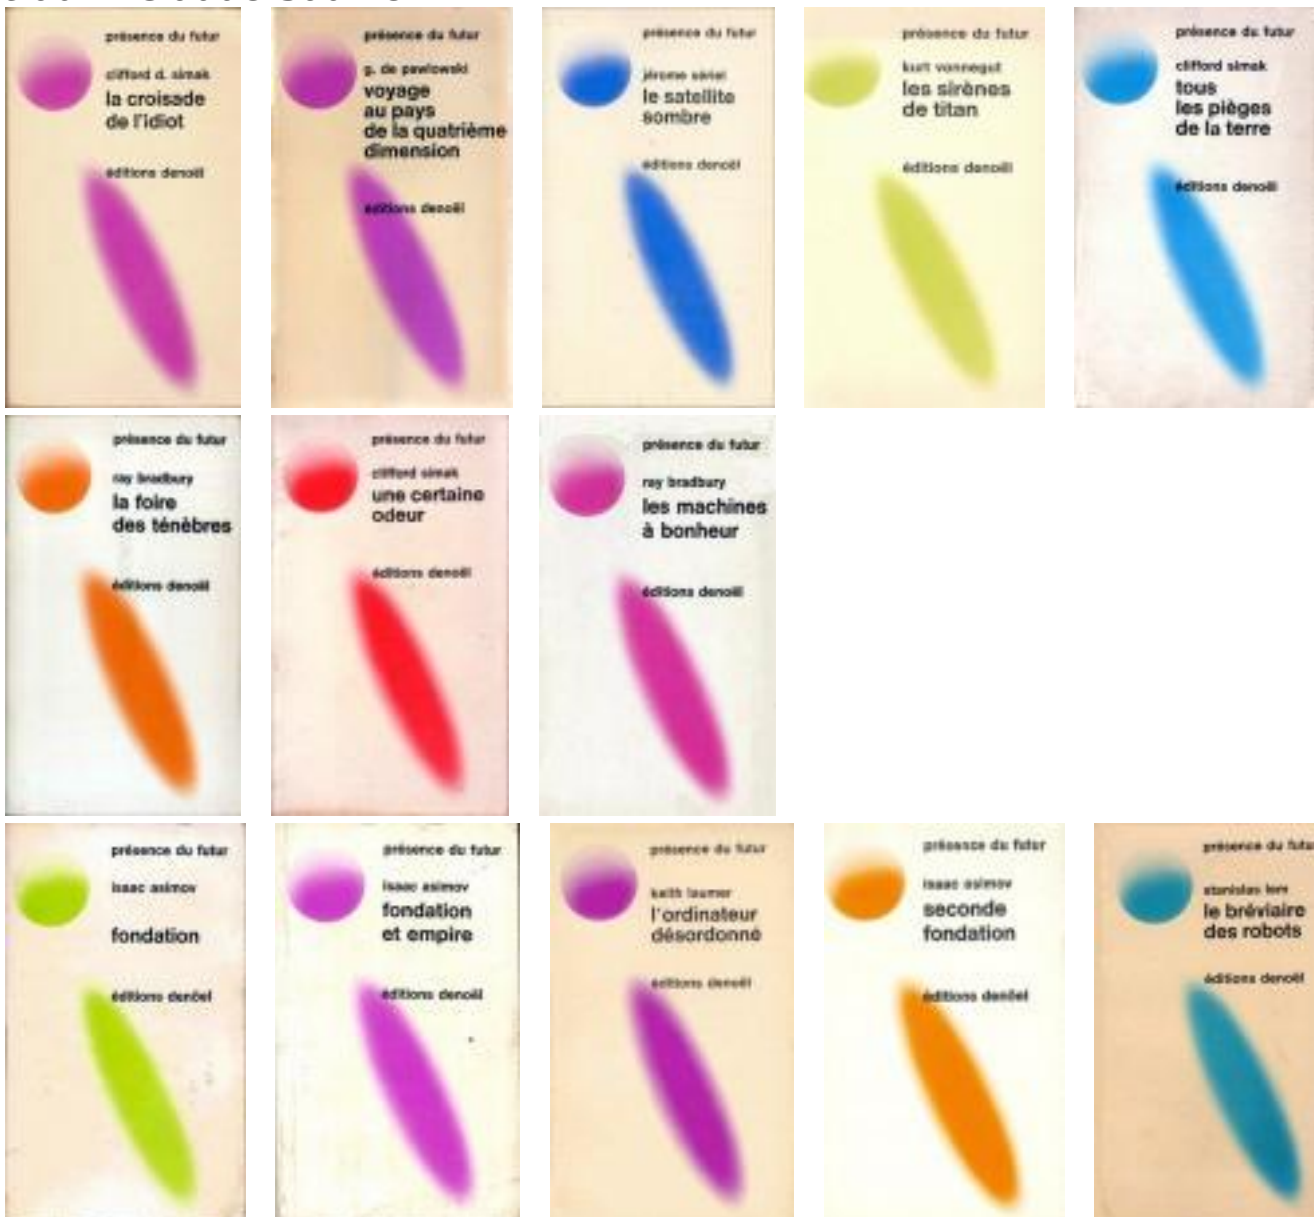 présence du futur
clifford d. simak
la croisade
de l'idiot
éditions denoël
présence du futur
g. de pawlowski
voyage
au pays
de la quatrième
dimension
éditions denoël
présence du futur
jérome sériel
le satellite
sombre
éditions denoël
présence du futur
kurt vonnegut
les sirènes
de titan
éditions denoël
présence du futur
clifford simak
tous
les pièges
de la terre
éditions denoël
présence du futur
ray bradbury
la foire
des ténèbres
éditions denoël
présence du futur
clifford simak
une certaine
odeur
éditions denoël
présence du futur
ray bradbury
les machines
à bonheur
éditions denoël
présence du futur
isaac asimov
fondation
éditions denoël
présence du futur
isaac asimov
fondation
et empire
éditions denoël
présence du futur
keith laumer
l'ordinateur
désordonné
éditions denoël
présence du futur
isaac asimov
seconde
fondation
éditions denoël
présence du futur
stanislas lem
le bréviaire
des robots
éditions denoël